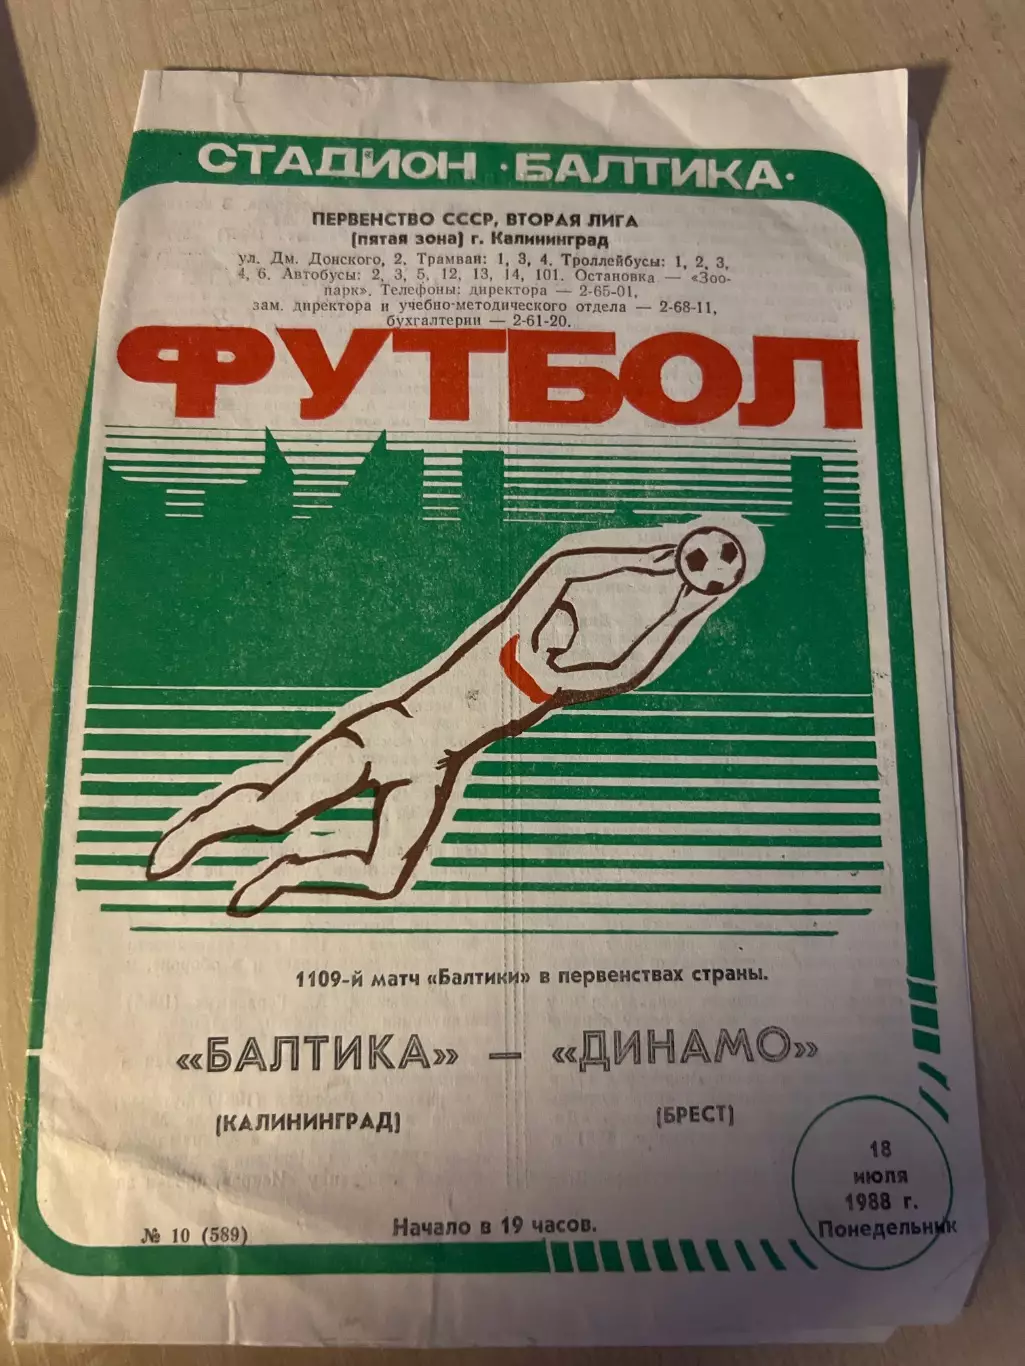 СТАДИОН · БАЛТИКА ·
ПЕРВЕНСТВО СССР, ВТОРАЯ ЛИГА
(пятая зона) г. Калининград
ул. Дм. Донского, 2. Трамваи: 1, 3, 4. Троллейбусы: 1, 2, 3,
4, 6. Автобусы: 2, 3, 5, 12, 13, 14, 101. Остановка — «Зоо-
парк». Телефоны: директора — 2-65-01,
зам. директора и учебно-методического отдела — 2-68-11,
бухгалтерии — 2-61-20.
ФУТБОЛ
1109-й матч «Балтики» в первенствах страны.
«БАЛТИКА» — «ДИНАМО»
(КАЛИНИНГРАД) (БРЕСТ)
18
июля
1988 г.
Понедельник
№ 10 (589) Начало в 19 часов.